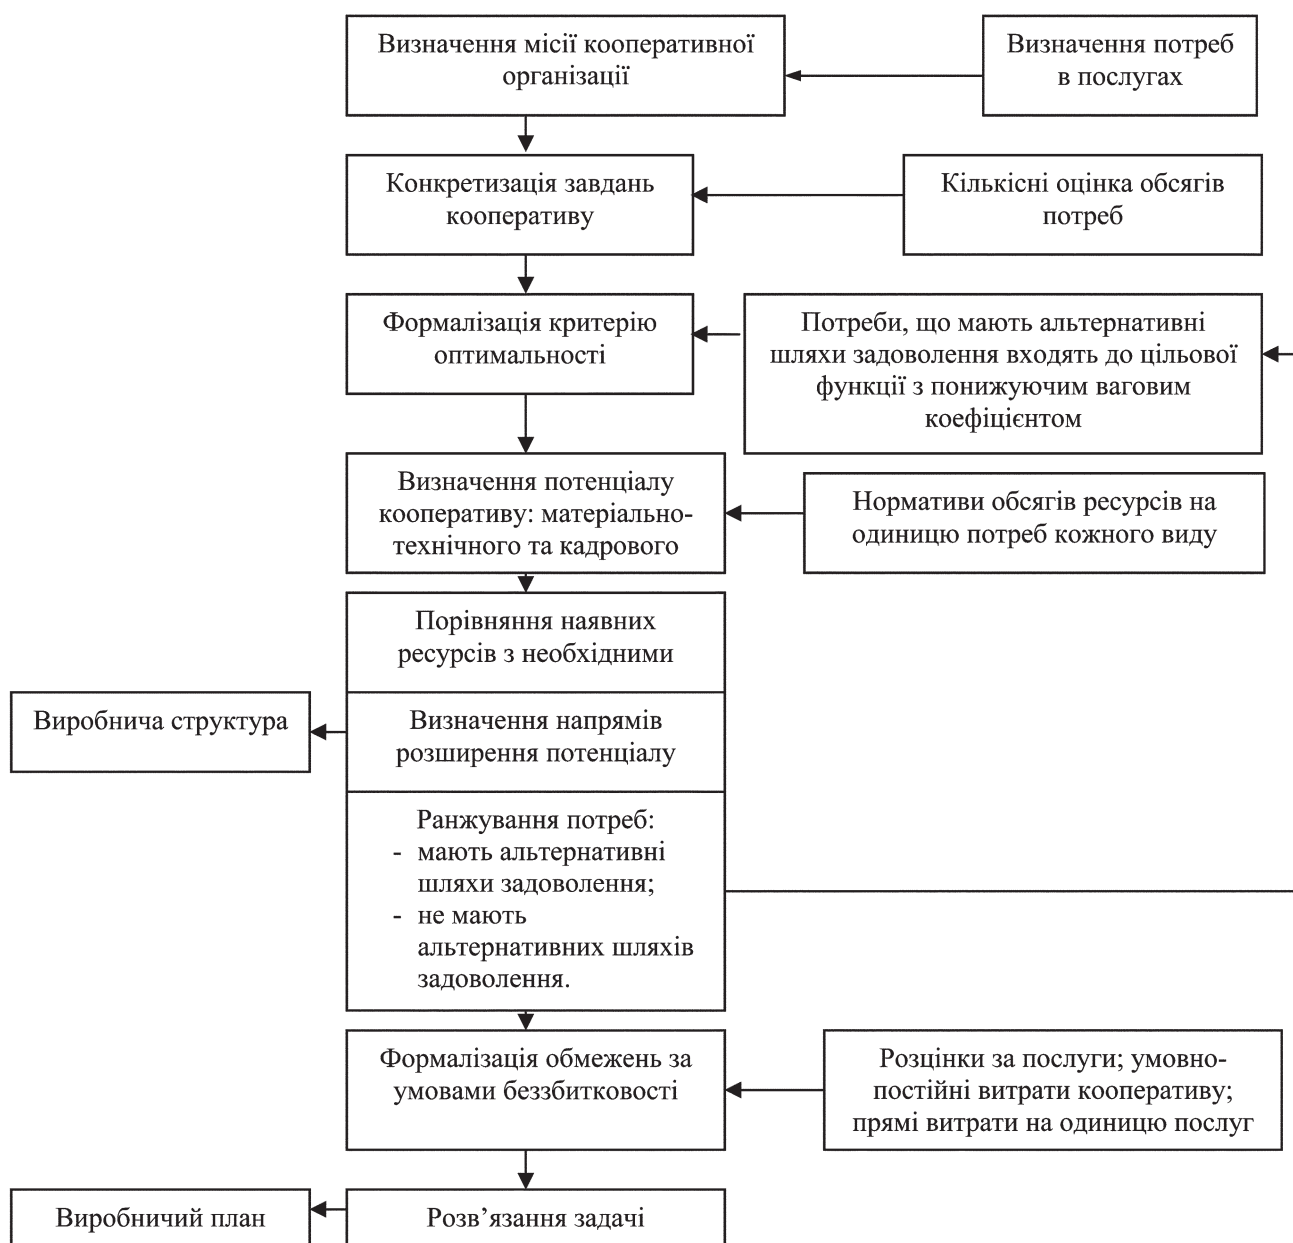 Визначення місії кооперативної
організації
Визначення потреб
в послугах
Конкретизація завдань
кооперативу
Кількісні оцінка обсягів
потреб
Формалізація критерію
оптимальності
Потреби, що мають альтернативні
шляхи задоволення входять до цільової
функції з понижуючим ваговим
коефіцієнтом
Визначення потенціалу
кооперативу: матеріально-
технічного та кадрового
Нормативи обсягів ресурсів на
одиницю потреб кожного виду
Порівняння наявних
ресурсів з необхідними
Виробнича структура
Визначення напрямів
розширення потенціалу
Ранжування потреб:
- мають альтернативні
шляхи задоволення;
- не мають
альтернативних шляхів
задоволення.
Формалізація обмежень за
умовами беззбитковості
Розцінки за послуги; умовно-
постійні витрати кооперативу;
прямі витрати на одиницю послуг
Виробничий план
Розв’язання задачі